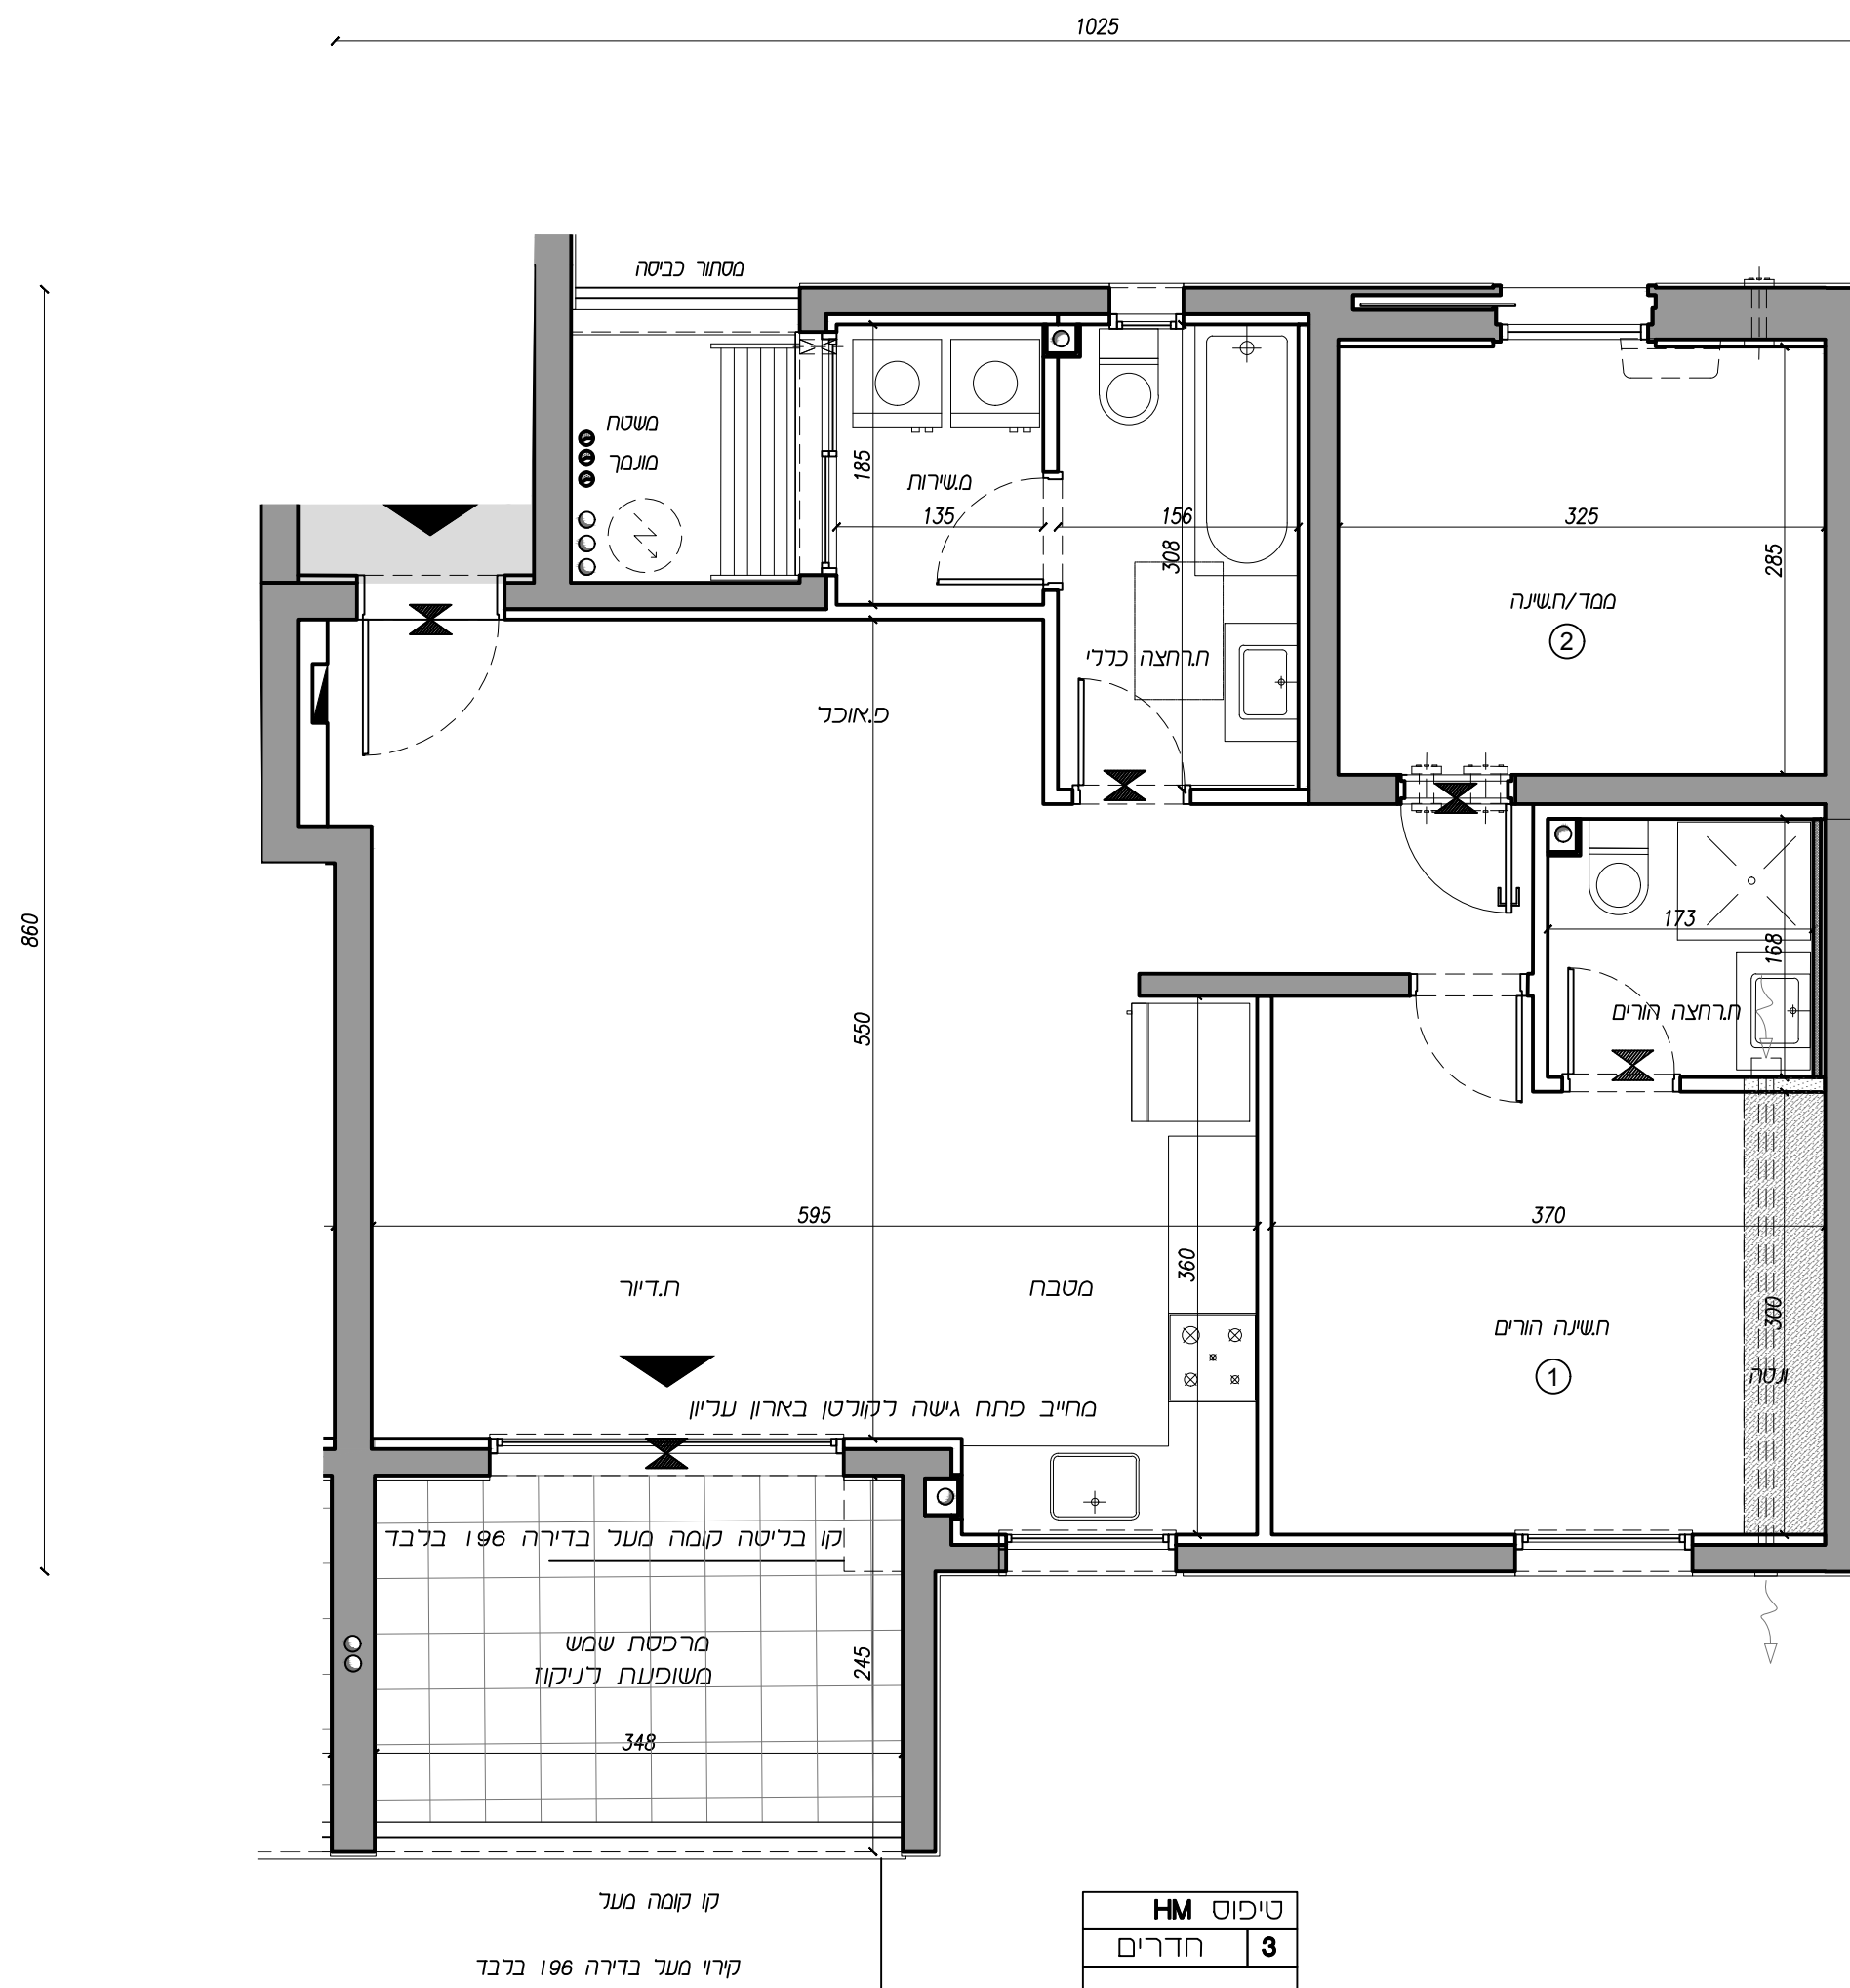 1025
מסתור כביסה
משטח
מונמך
מ.שירות
185
135
156
308
325
285
ממד/ח.שינה
2
ח.רחצה כללי
פ.אוכל
860
173
168
ח.רחצה הורים
550
595
370
360
300
ח.דיור
מטבח
ח.שינה הורים
1
ונטה
מחייב פתח גישה לקולטן בארון עליון
קו בליטה קומה מעל בדירה 196 בלבד
מרפסת שמש
משופעת לניקוז
245
348
קו קומה מעל
קירוי מעל בדירה 196 בלבד
טיפוס HM
3 חדרים